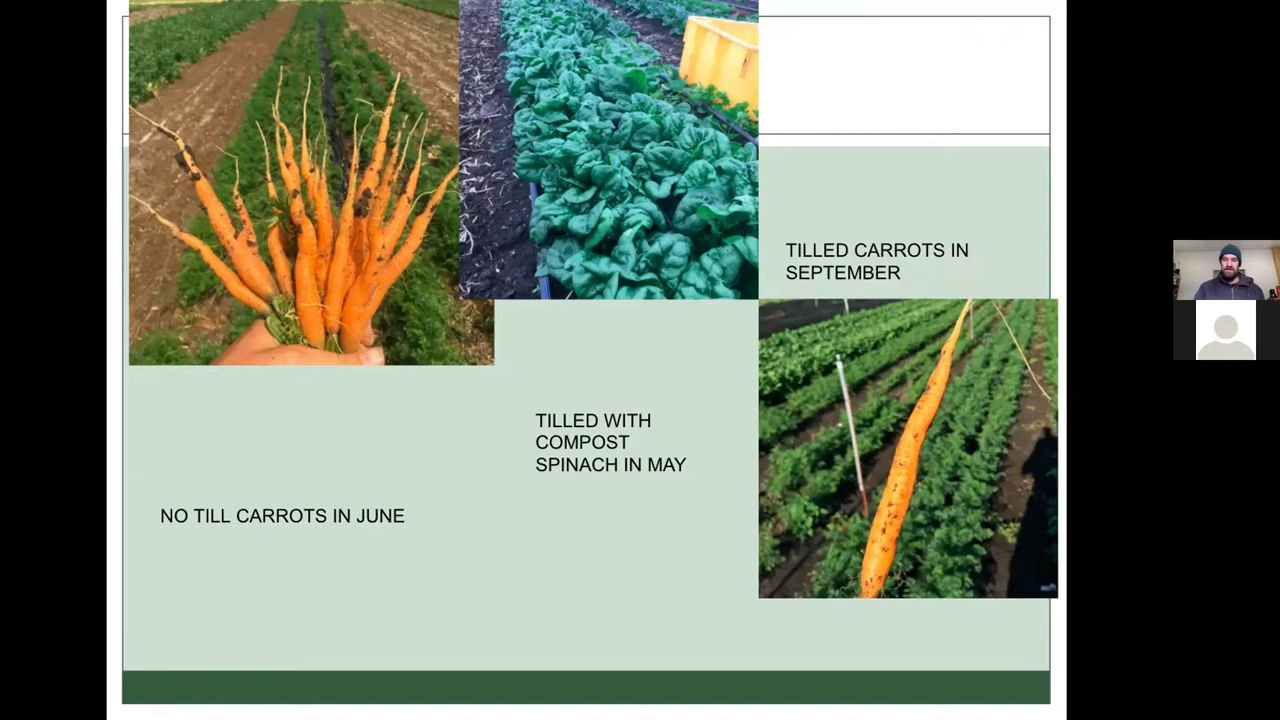 TILLED CARROTS IN
SEPTEMBER
TILLED WITH
COMPOST
SPINACH IN MAY
NO TILL CARROTS IN JUNE